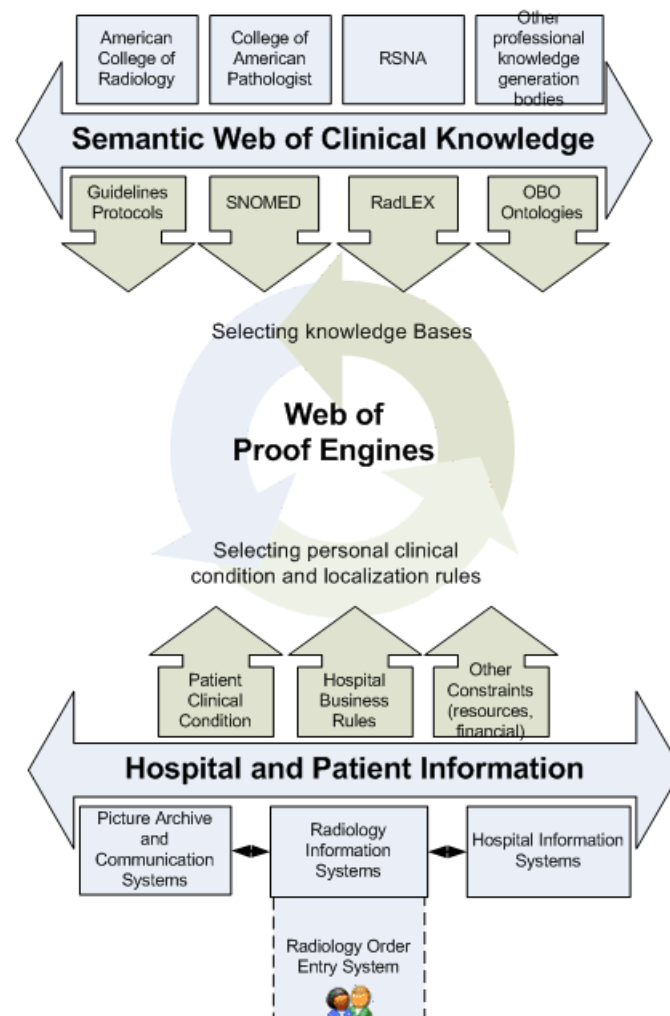 American
College of
Radiology
College of
American
Pathologist
RSNA
Other
professional
knowledge
generation
bodies
Semantic Web of Clinical Knowledge
Guidelines
Protocols
SNOMED
RadLEX
OBO
Ontologies
Selecting knowledge Bases
Web of
Proof Engines
Selecting personal clinical
condition and localization rules
Patient
Clinical
Condition
Hospital
Business
Rules
Other
Constraints
(resources,
financial)
Hospital and Patient Information
Picture Archive
and
Communication
Systems
Radiology
Information
Systems
Hospital Information
Systems
Radiology Order
Entry System